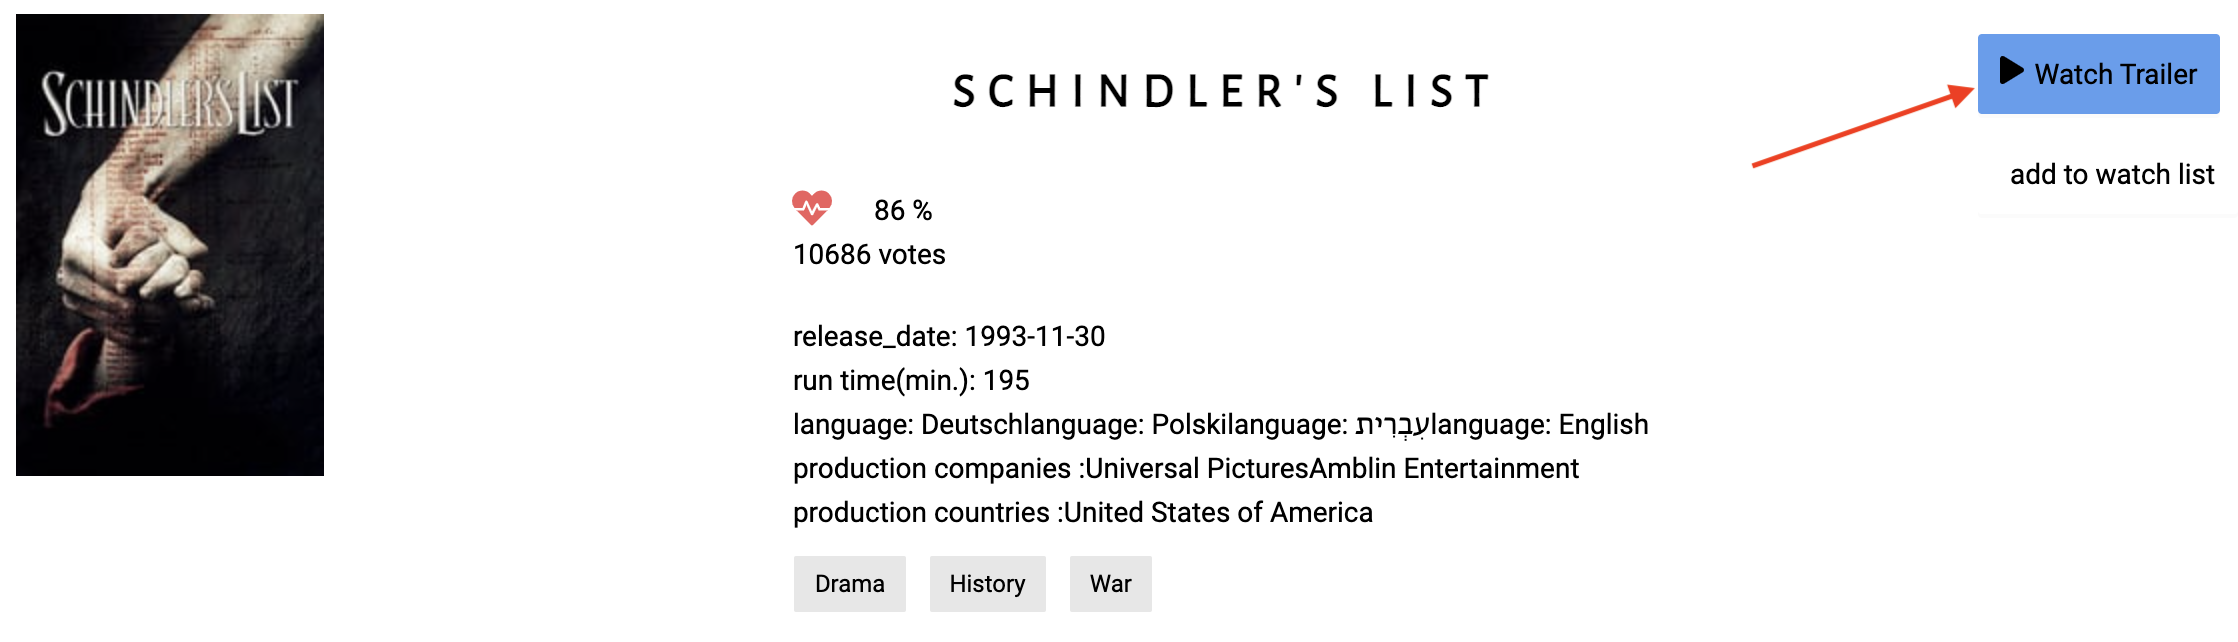 SCHINDLER'S LIST
SCHINDLER'S LIST
Watch Trailer
add to watch list
86 %
10686 votes
release_date: 1993-11-30
run time(min.): 195
language: Deutschlanguage: Polskilanguage: עִבְרִיתlanguage: English
production companies :Universal PicturesAmblin Entertainment
production countries :United States of America
Drama History War